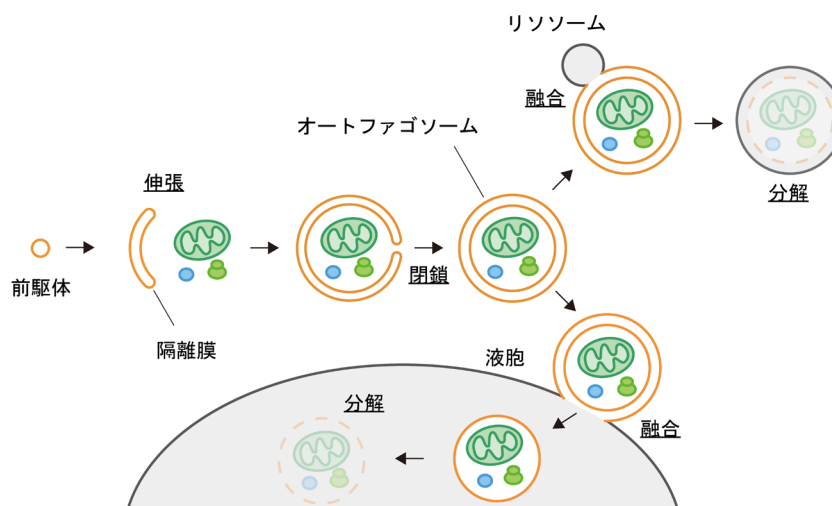 リソソーム
融合
オートファゴソーム
分解
伸張
前駆体
閉鎖
隔離膜
液胞
分解
融合